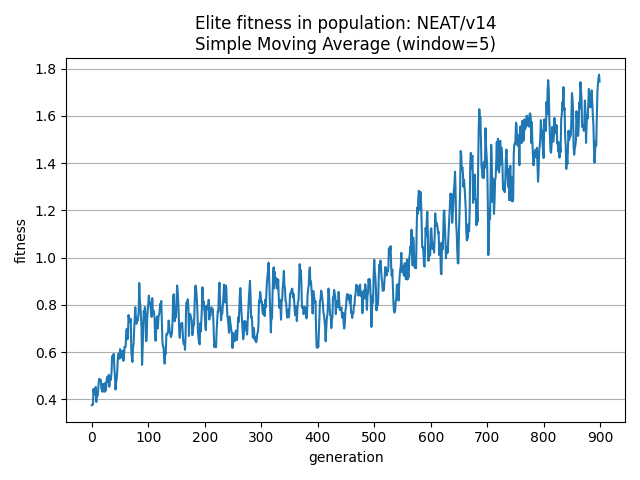 Elite fitness in population: NEAT/v14
Simple Moving Average (window=5)
1.8
1.6
1.4
1.2
1.0
0.8
0.6
0.4
fitness
0 100 200 300 400 500 600 700 800 900
generation